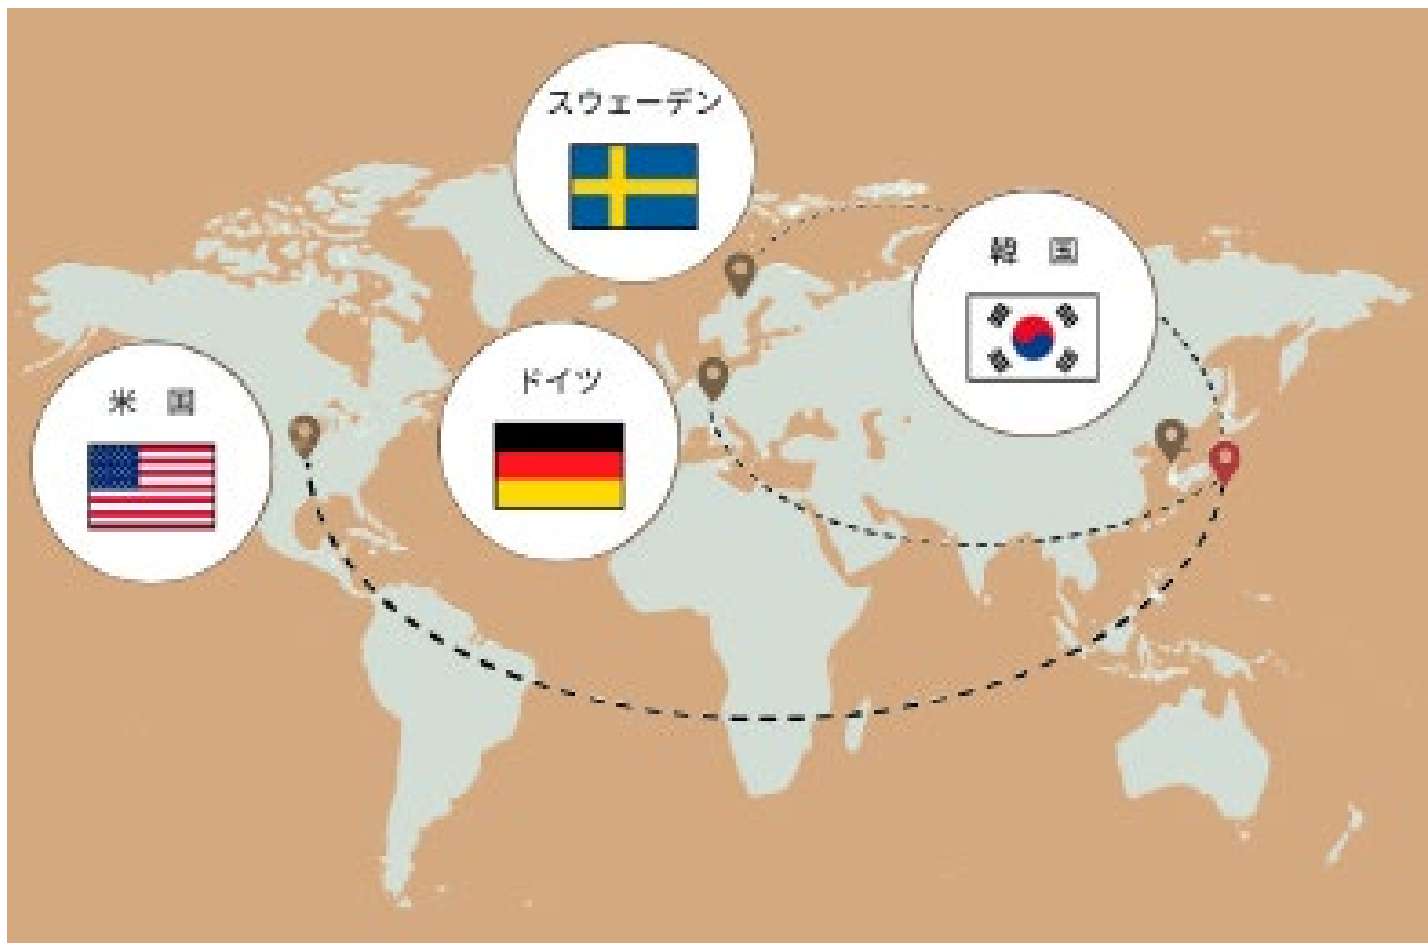 スウェーデン
韓　国
ドイツ
米　国